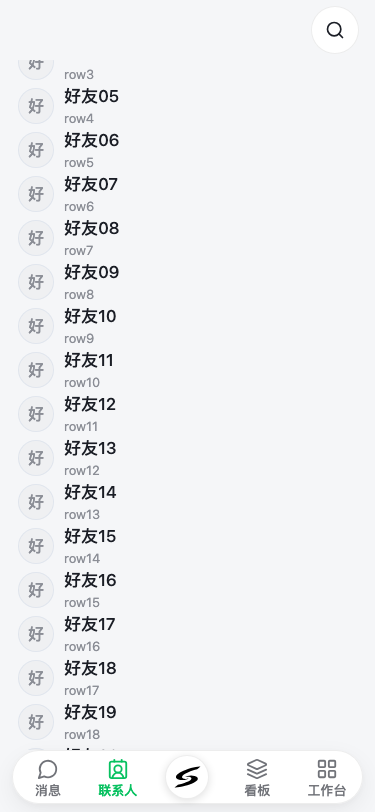 好
row3
好
好友05
row4
好
好友06
row5
好
好友07
row6
好
好友08
row7
好
好友09
row8
好
好友10
row9
好
好友11
row10
好
好友12
row11
好
好友13
row12
好
好友14
row13
好
好友15
row14
好
好友16
row15
好
好友17
row16
好
好友18
row17
好
好友19
row18
消息
联系人
看板
工作台